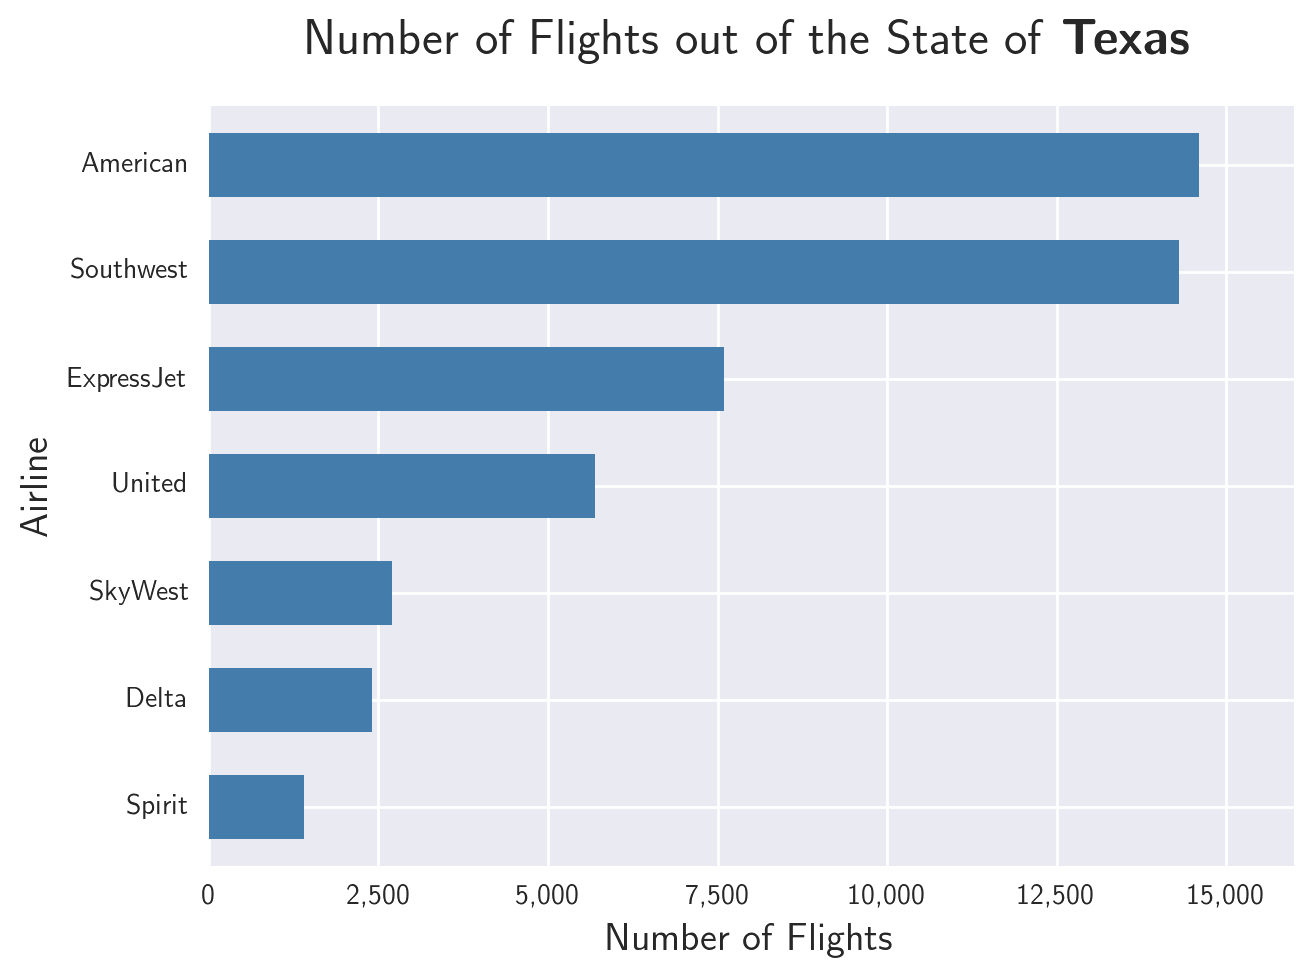 Number of Flights out of the State of Texas
American
Southwest
ExpressJet
United
SkyWest
Delta
Spirit
Airline
0 2,500 5,000 7,500 10,000 12,500 15,000
Number of Flights